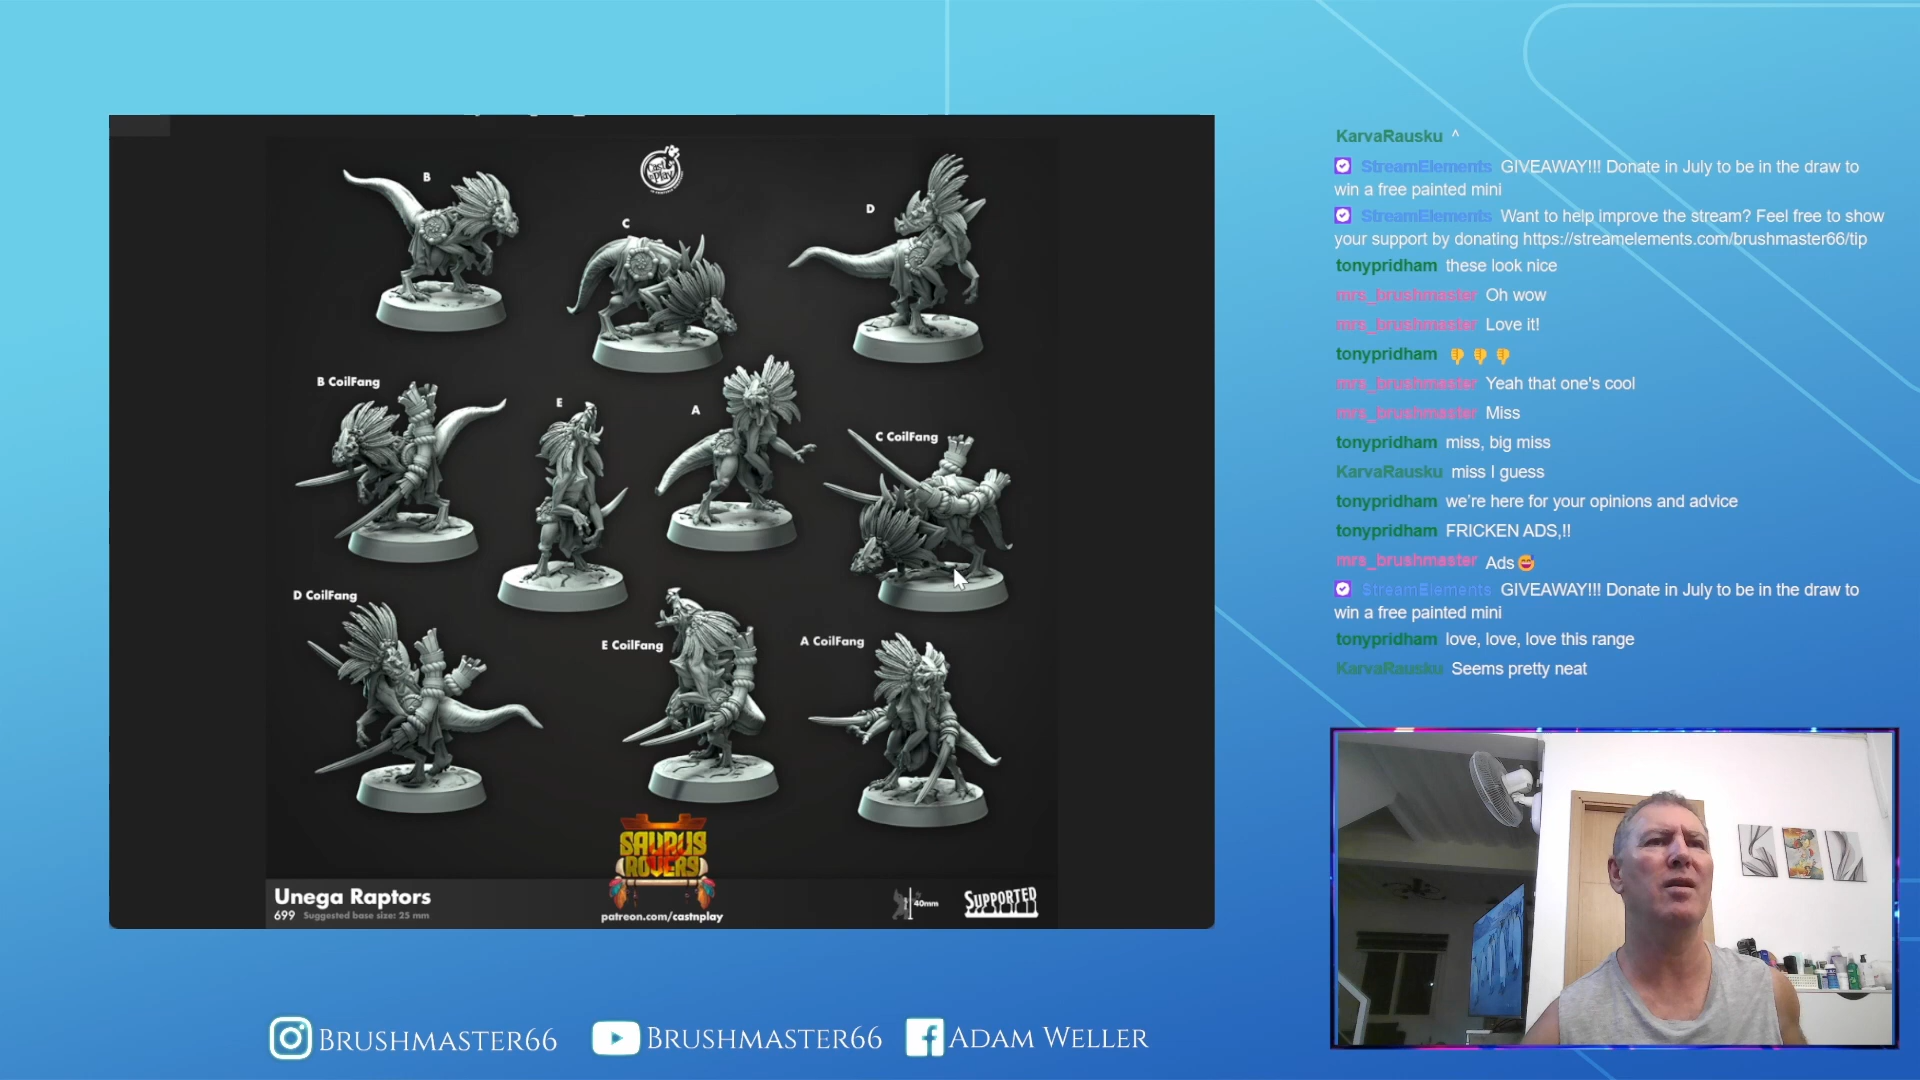 B
Cast n Play
C
D
B CoilFang
E
A
C CoilFang
D CoilFang
E CoilFang
A CoilFang
SAURUS
ROVERS
Unega Raptors
699 Suggested base size: 25 mm
patreon.com/castnplay
40mm
SUPPORTED
KarvaRausku ^
StreamElements GIVEAWAY!!! Donate in July to be in the draw to
win a free painted mini
StreamElements Want to help improve the stream? Feel free to show
your support by donating https://streamelements.com/brushmaster66/tip
tonypridham these look nice
mrs_brushmaster Oh wow
mrs_brushmaster Love it!
tonypridham 👎 👎 👎
mrs_brushmaster Yeah that one's cool
mrs_brushmaster Miss
tonypridham miss, big miss
KarvaRausku miss I guess
tonypridham we're here for your opinions and advice
tonypridham FRICKEN ADS,!!
mrs_brushmaster Ads😅
StreamElements GIVEAWAY!!! Donate in July to be in the draw to
win a free painted mini
tonypridham love, love, love this range
KarvaRausku Seems pretty neat
BRUSHMASTER66
BRUSHMASTER66
ADAM WELLER